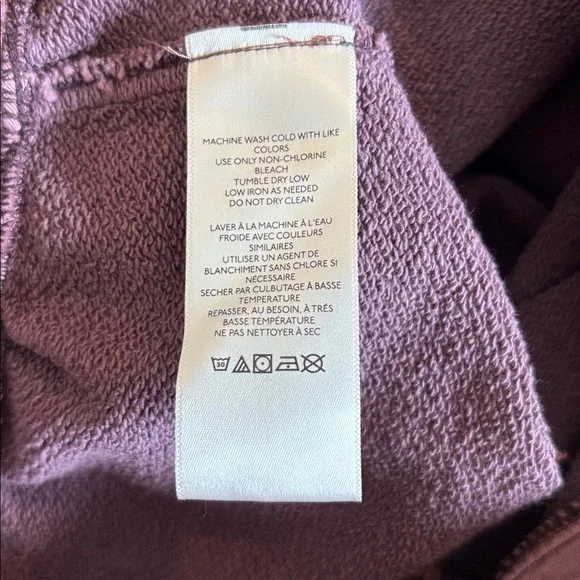 MACHINE WASH COLD WITH LIKE
COLORS
USE ONLY NON-CHLORINE
BLEACH
TUMBLE DRY LOW
LOW IRON AS NEEDED
DO NOT DRY CLEAN
LAVER À LA MACHINE À L'EAU
FROIDE AVEC COULEURS
SIMILAIRES
UTILISER UN AGENT DE
BLANCHIMENT SANS CHLORE SI
NÉCESSAIRE
SECHER PAR CULBUTAGE À BASSE
TEMPERATURE
REPASSER, AU BESOIN, À TRÉS
BASSE TEMPÉRATURE
NE PAS NETTOYER À SEC
30